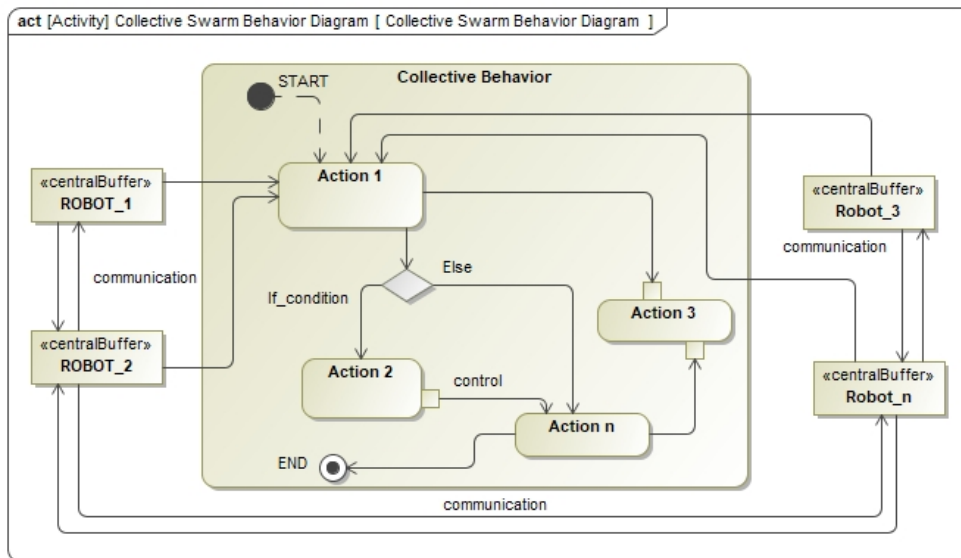 act [Activity] Collective Swarm Behavior Diagram [ Collective Swarm Behavior Diagram ]
Collective Behavior
START
Action 1
«centralBuffer»
ROBOT_1
«centralBuffer»
Robot_3
communication
communication
Else
If_condition
Action 3
«centralBuffer»
ROBOT_2
Action 2
control
«centralBuffer»
Robot_n
Action n
END
communication